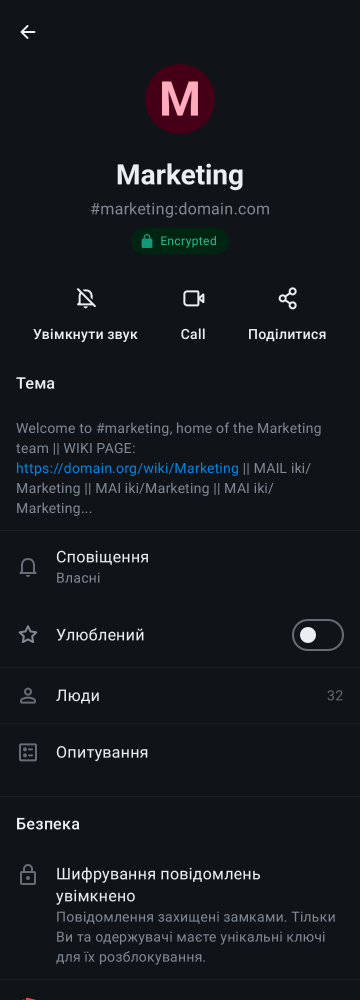 M
Marketing
#marketing:domain.com
Encrypted
Увімкнути звук
Call
Поділитися
Тема
Welcome to #marketing, home of the Marketing
team || WIKI PAGE:
https://domain.org/wiki/Marketing || MAIL iki/
Marketing || MAI iki/Marketing || MAI iki/
Marketing...
Сповіщення
Власні
Улюблений
Люди 32
Опитування
Безпека
Шифрування повідомлень
увімкнено
Повідомлення захищені замками. Тільки
Ви та одержувачі маєте унікальні ключі
для їх розблокування.